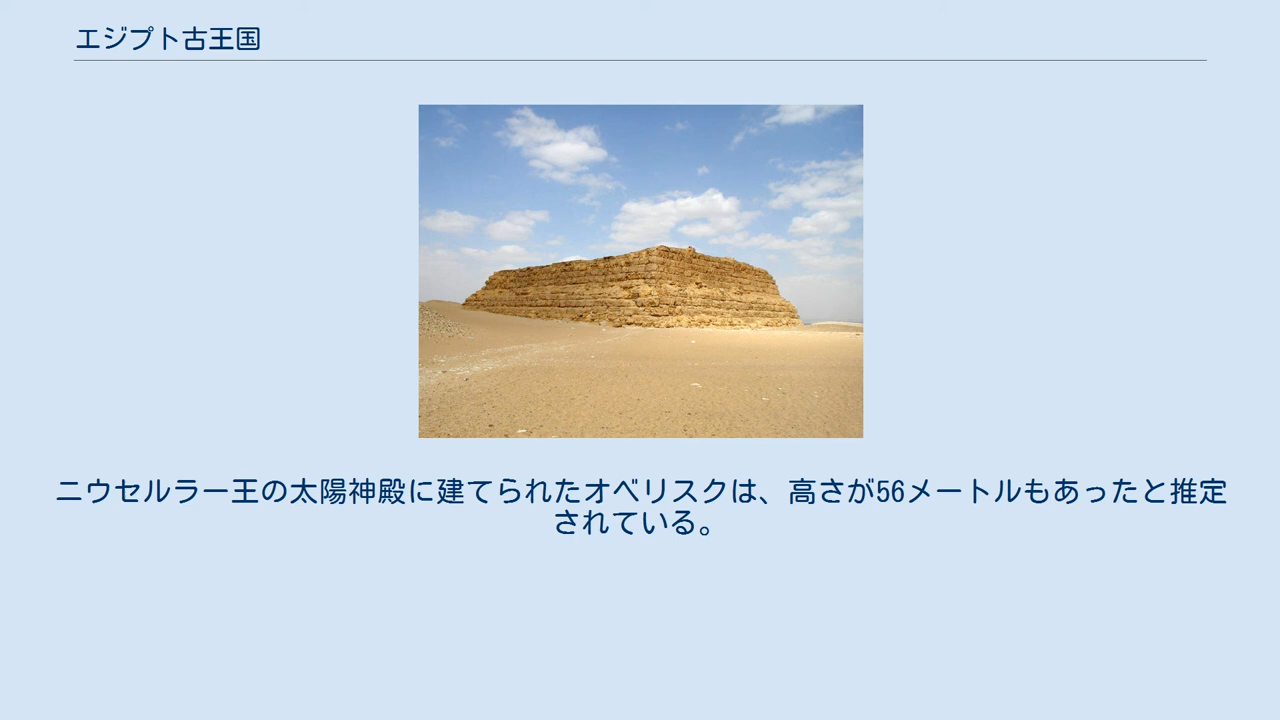 エジプト古王国
ニウセルラー王の太陽神殿に建てられたオベリスクは、高さが56メートルもあったと推定
されている。